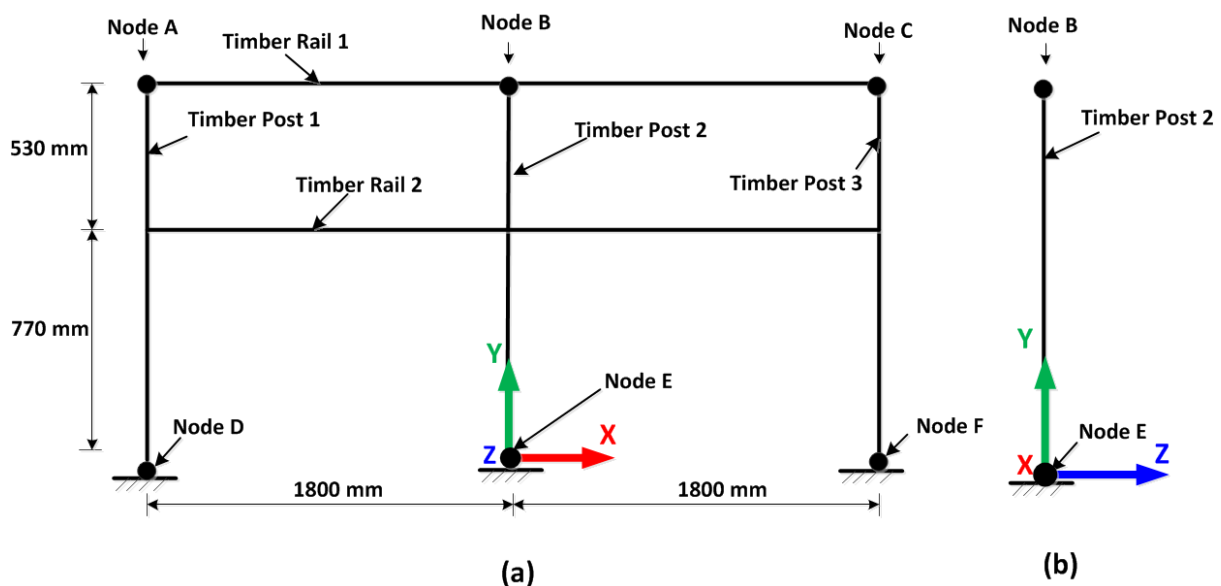 Node A
Node B
Node C
Node B
Timber Rail 1
Timber Post 1
Timber Post 2
Timber Post 2
530 mm
Timber Post 3
Timber Rail 2
770 mm
Y
Y
Node E
Node D
Node F
Node E
Z
X
X
Z
1800 mm
1800 mm
(a)
(b)